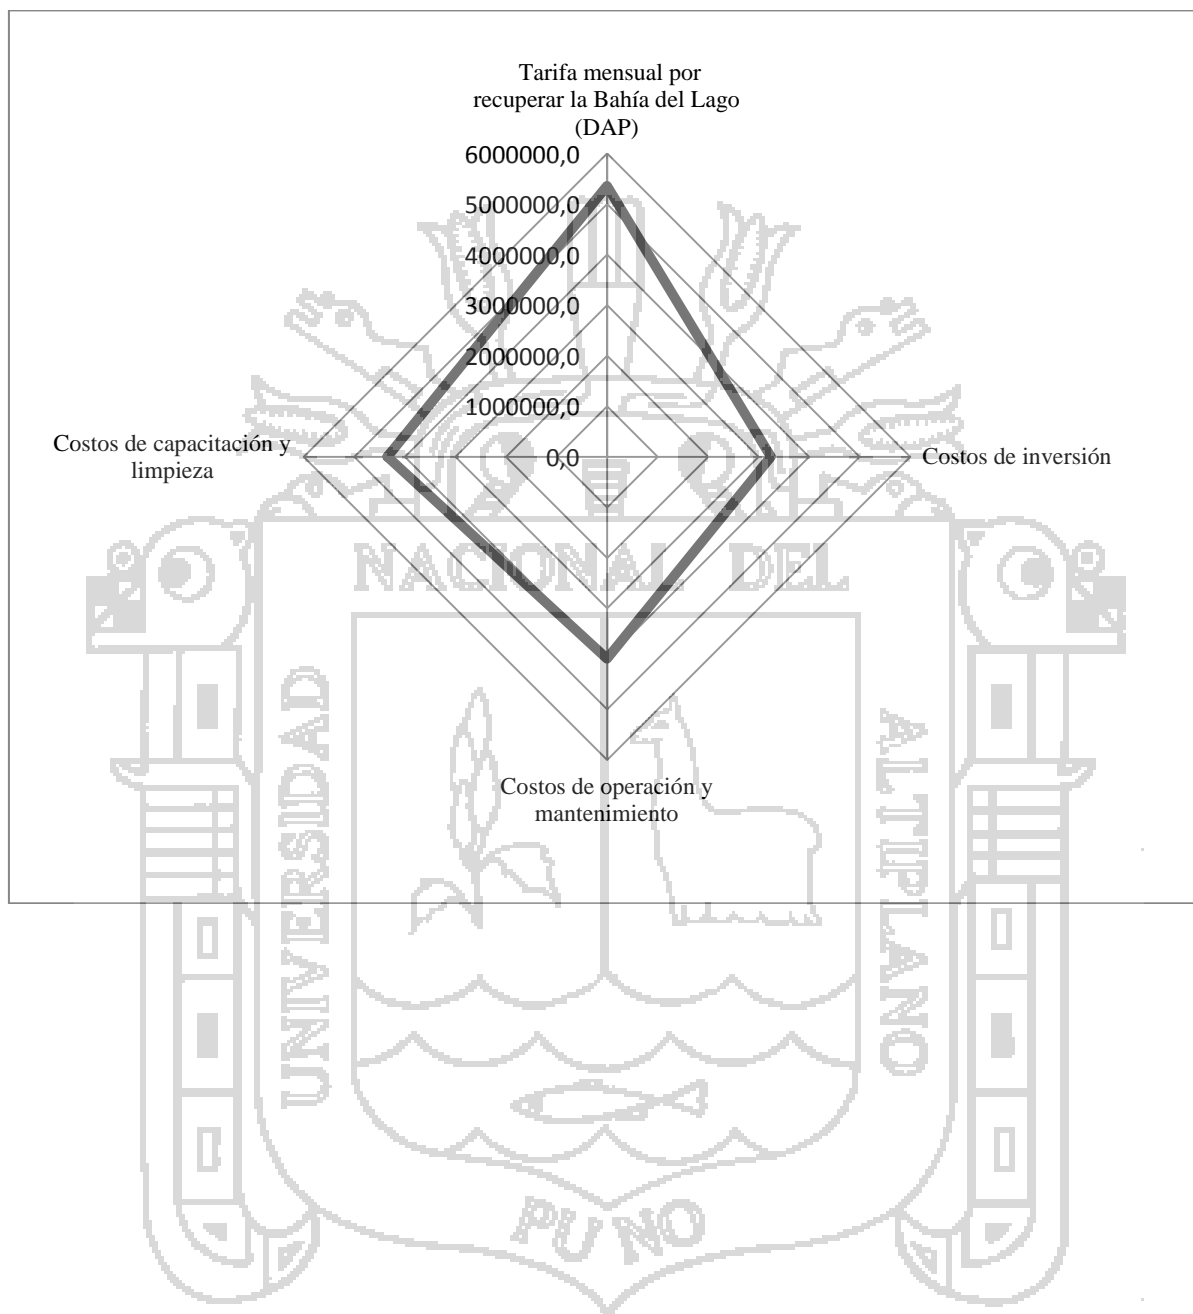 Tarifa mensual por
recuperar la Bahía del Lago
(DAP)
6000000,0
5000000,0
4000000,0
3000000,0
2000000,0
1000000,0
0,0
Costos de capacitación y
limpieza
Costos de inversión
Costos de operación y
mantenimiento
NACIONAL DEL
UNIVERSIDAD
ALTIPLANO
PUNO